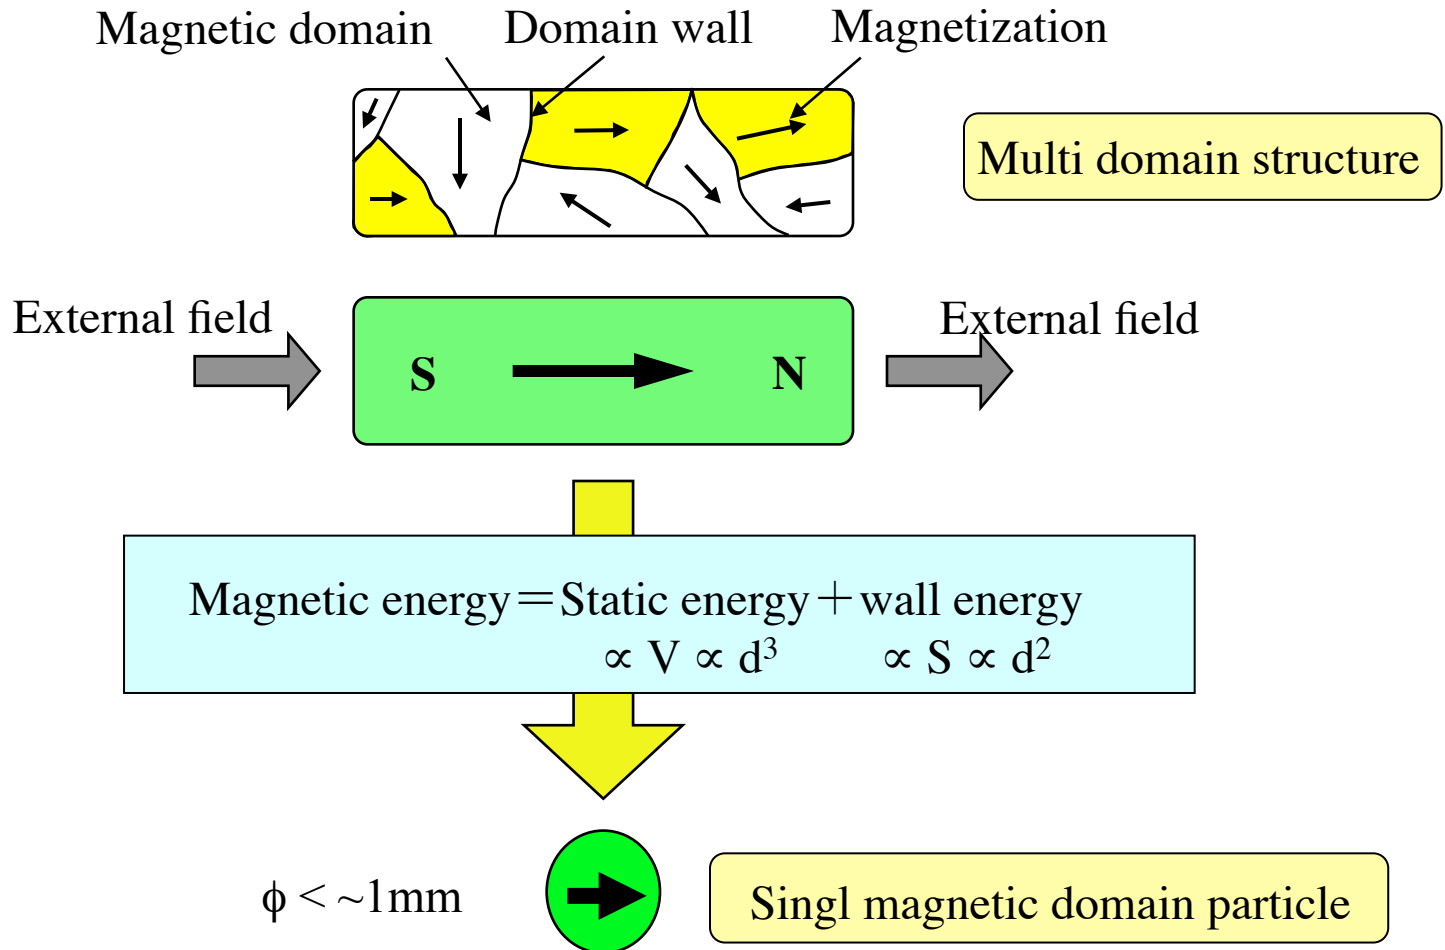 Magnetic domain Domain wall Magnetization
Multi domain structure
External field
External field
S N
Magnetic energy＝Static energy＋wall energy
∝ V ∝ d³ ∝ S ∝ d²
ϕ < ~1mm
Singl magnetic domain particle